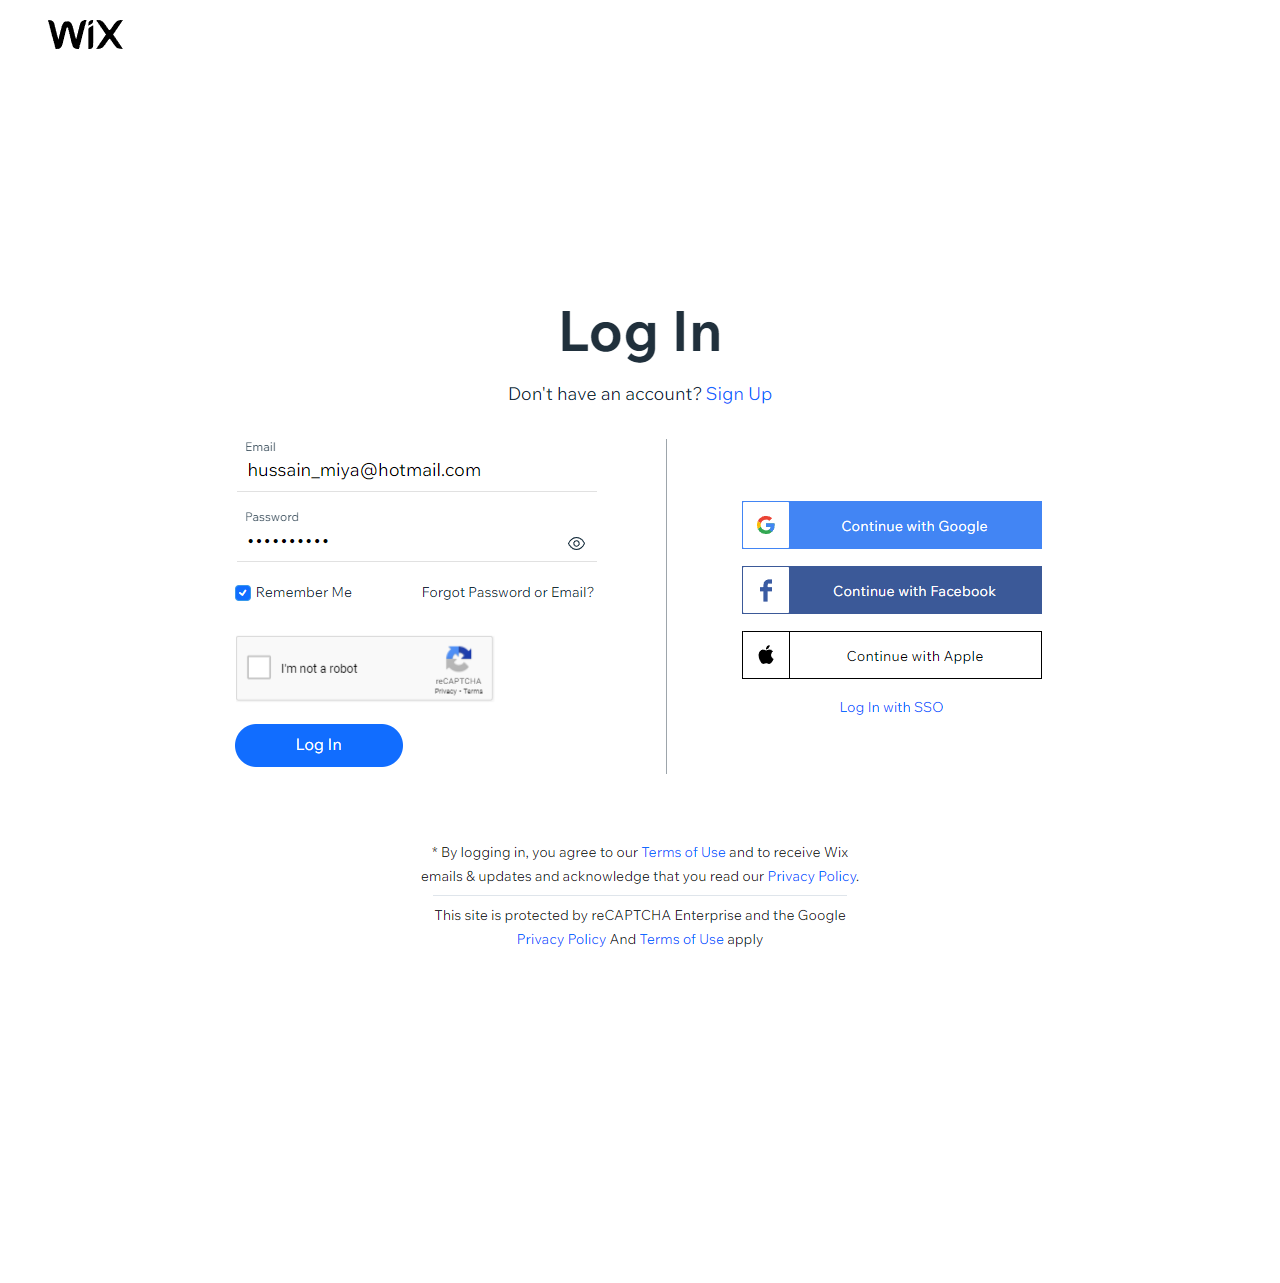 WiX
Log In
Don't have an account? Sign Up
Email
hussain_miya@hotmail.com
Password
••••••••••
Remember Me
Forgot Password or Email?
I'm not a robot
reCAPTCHA
Privacy • Terms
Log In
Continue with Google
Continue with Facebook
Continue with Apple
Log In with SSO
* By logging in, you agree to our Terms of Use and to receive Wix
emails & updates and acknowledge that you read our Privacy Policy.
This site is protected by reCAPTCHA Enterprise and the Google
Privacy Policy And Terms of Use apply